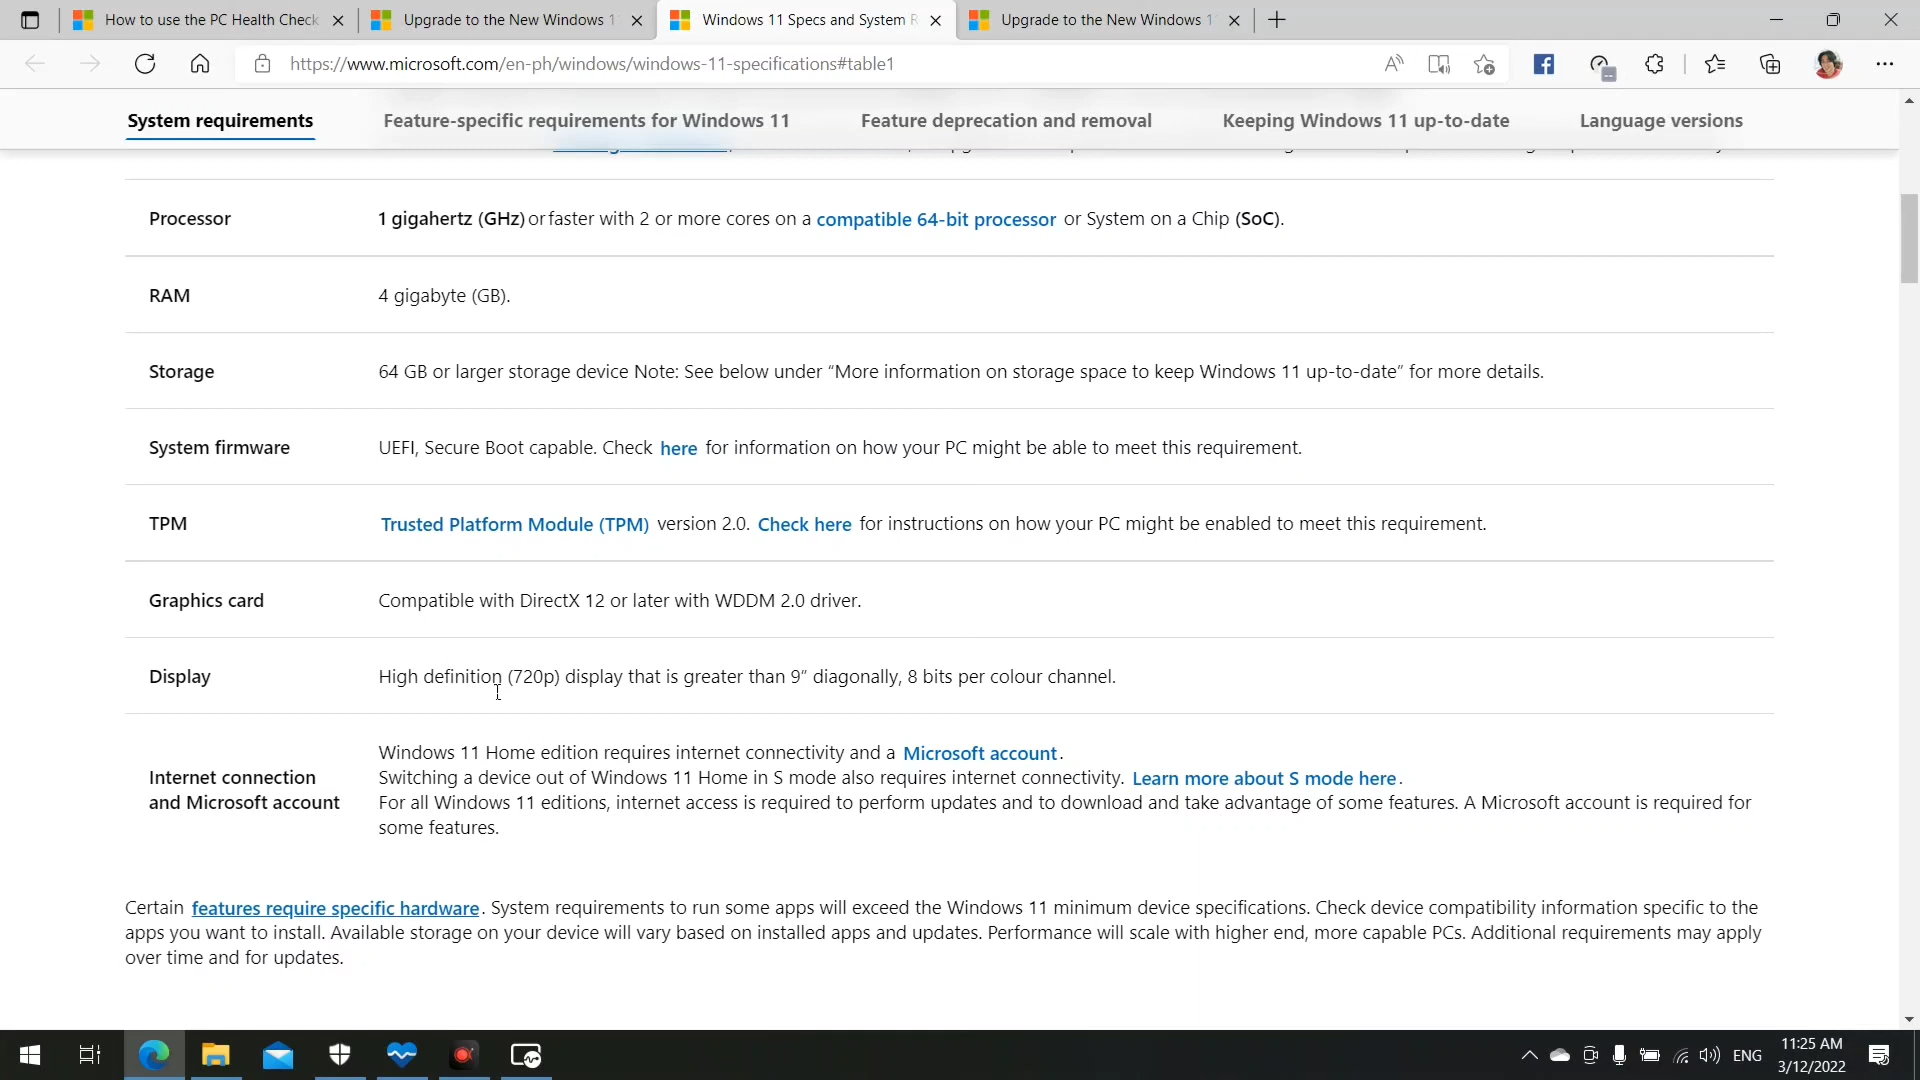 How to use the PC Health Check
Upgrade to the New Windows 1
Windows 11 Specs and System R
Upgrade to the New Windows 1
https://www.microsoft.com/en-ph/windows/windows-11-specifications#table1
System requirements
Feature-specific requirements for Windows 11
Feature deprecation and removal
Keeping Windows 11 up-to-date
Language versions
Processor
1 gigahertz (GHz) or faster with 2 or more cores on a compatible 64-bit processor or System on a Chip (SoC).
RAM
4 gigabyte (GB).
Storage
64 GB or larger storage device Note: See below under “More information on storage space to keep Windows 11 up-to-date” for more details.
System firmware
UEFI, Secure Boot capable. Check here for information on how your PC might be able to meet this requirement.
TPM
Trusted Platform Module (TPM) version 2.0. Check here for instructions on how your PC might be enabled to meet this requirement.
Graphics card
Compatible with DirectX 12 or later with WDDM 2.0 driver.
Display
High definition (720p) display that is greater than 9” diagonally, 8 bits per colour channel.
Internet connection
and Microsoft account
Windows 11 Home edition requires internet connectivity and a Microsoft account.
Switching a device out of Windows 11 Home in S mode also requires internet connectivity. Learn more about S mode here.
For all Windows 11 editions, internet access is required to perform updates and to download and take advantage of some features. A Microsoft account is required for
some features.
Certain features require specific hardware. System requirements to run some apps will exceed the Windows 11 minimum device specifications. Check device compatibility information specific to the
apps you want to install. Available storage on your device will vary based on installed apps and updates. Performance will scale with higher end, more capable PCs. Additional requirements may apply
over time and for updates.
ENG
11:25 AM
3/12/2022